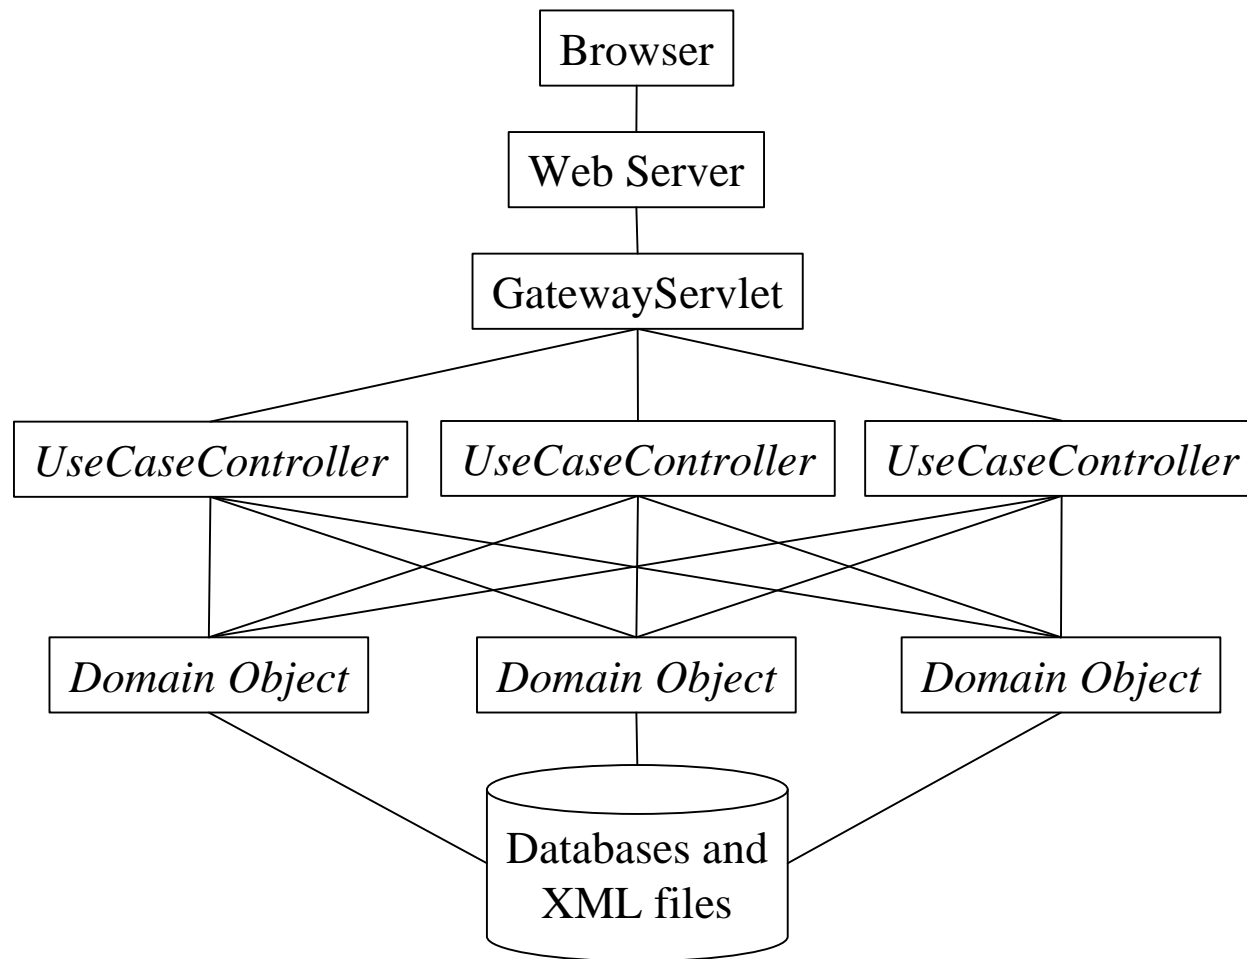 Browser
Web Server
GatewayServlet
UseCaseController
UseCaseController
UseCaseController
Domain Object
Domain Object
Domain Object
Databases and
XML files